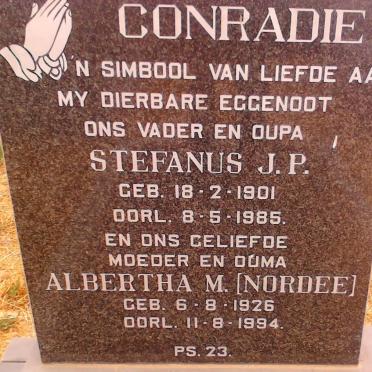 CONRADIE
'N SIMBOOL VAN LIEFDE AA
MY DIERBARE EGGENOOT
ONS VADER EN OUPA
STEFANUS J.P.
GEB. 18-2-1901
OORL. 8-5-1985.
EN ONS GELIEFDE
MOEDER EN OUMA
ALBERTHA M. [NORDEE]
GEB. 6-8-1926
OORL. 11-8-1994.
PS. 23.